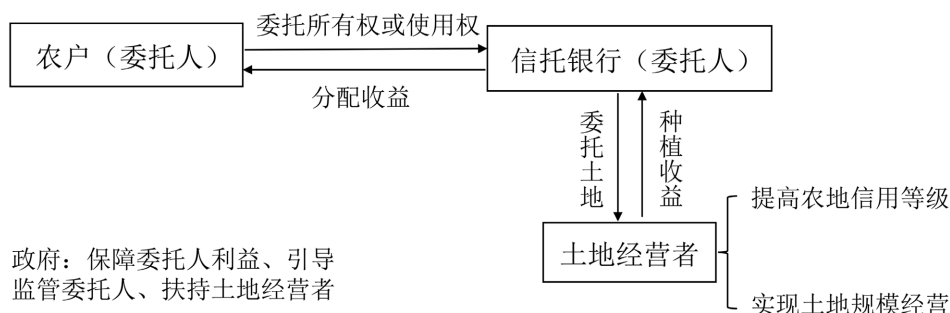 委托所有权或使用权
农户（委托人）
信托银行（委托人）
分配收益
委托土地
种植收益
提高农地信用等级
土地经营者
政府：保障委托人利益、引导
监管委托人、扶持土地经营者
实现土地规模经营